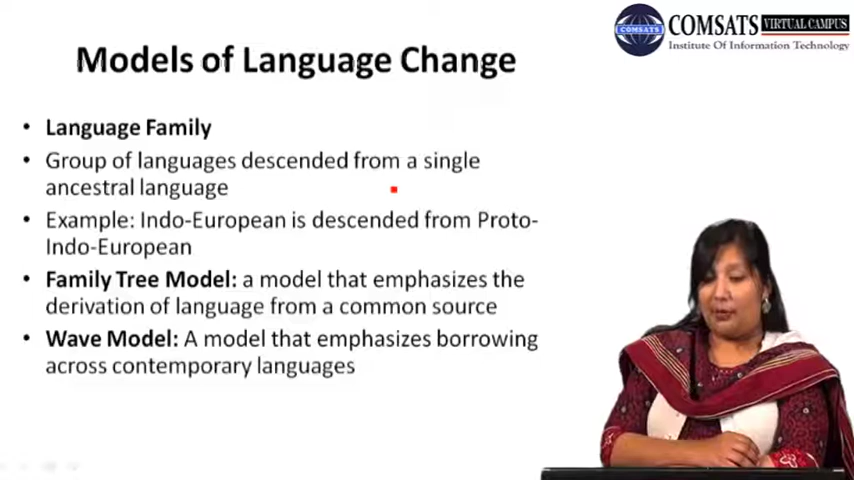 COMSATS VIRTUAL CAMPUS
COMSATS
Institute Of Information Technology
Models of Language Change
• Language Family
• Group of languages descended from a single
ancestral language
• Example: Indo-European is descended from Proto-
Indo-European
• Family Tree Model: a model that emphasizes the
derivation of language from a common source
• Wave Model: A model that emphasizes borrowing
across contemporary languages